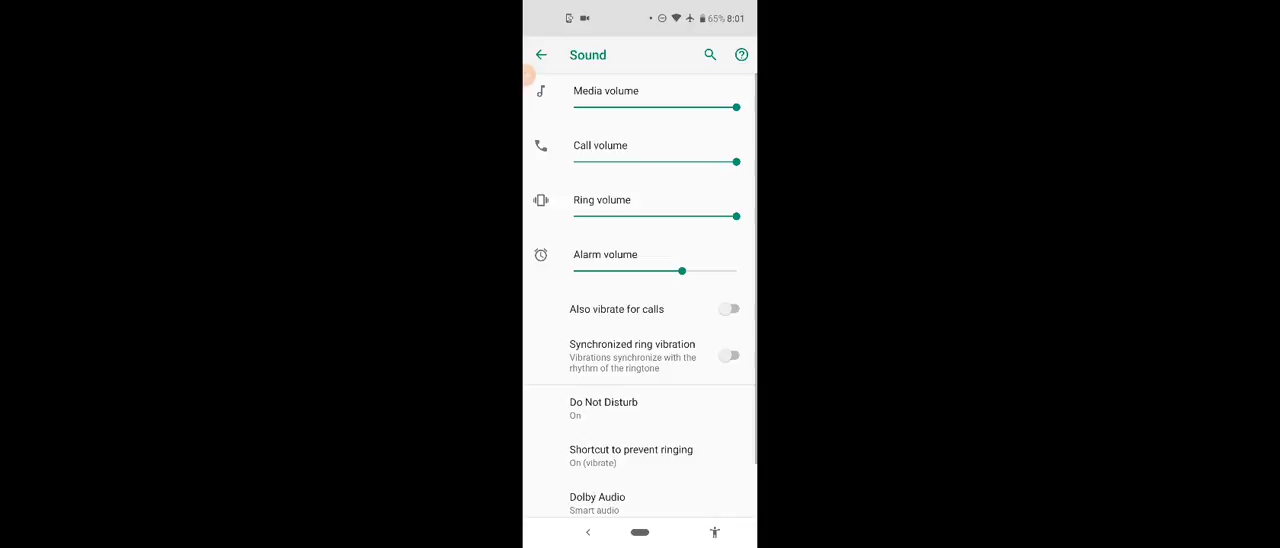 65% 8:01
Sound
Media volume
Call volume
Ring volume
Alarm volume
Also vibrate for calls
Synchronized ring vibration
Vibrations synchronize with the
rhythm of the ringtone
Do Not Disturb
On
Shortcut to prevent ringing
On (vibrate)
Dolby Audio
Smart audio